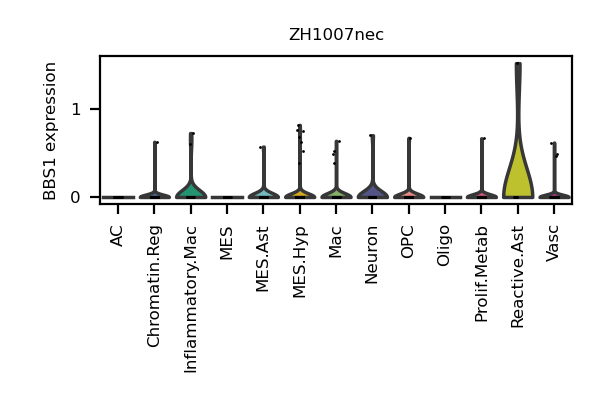 ZH1007nec
BBS1 expression
1
0
AC
Chromatin.Reg
Inflammatory.Mac
MES
MES.Ast
MES.Hyp
Mac
Neuron
OPC
Oligo
Prolif.Metab
Reactive.Ast
Vasc